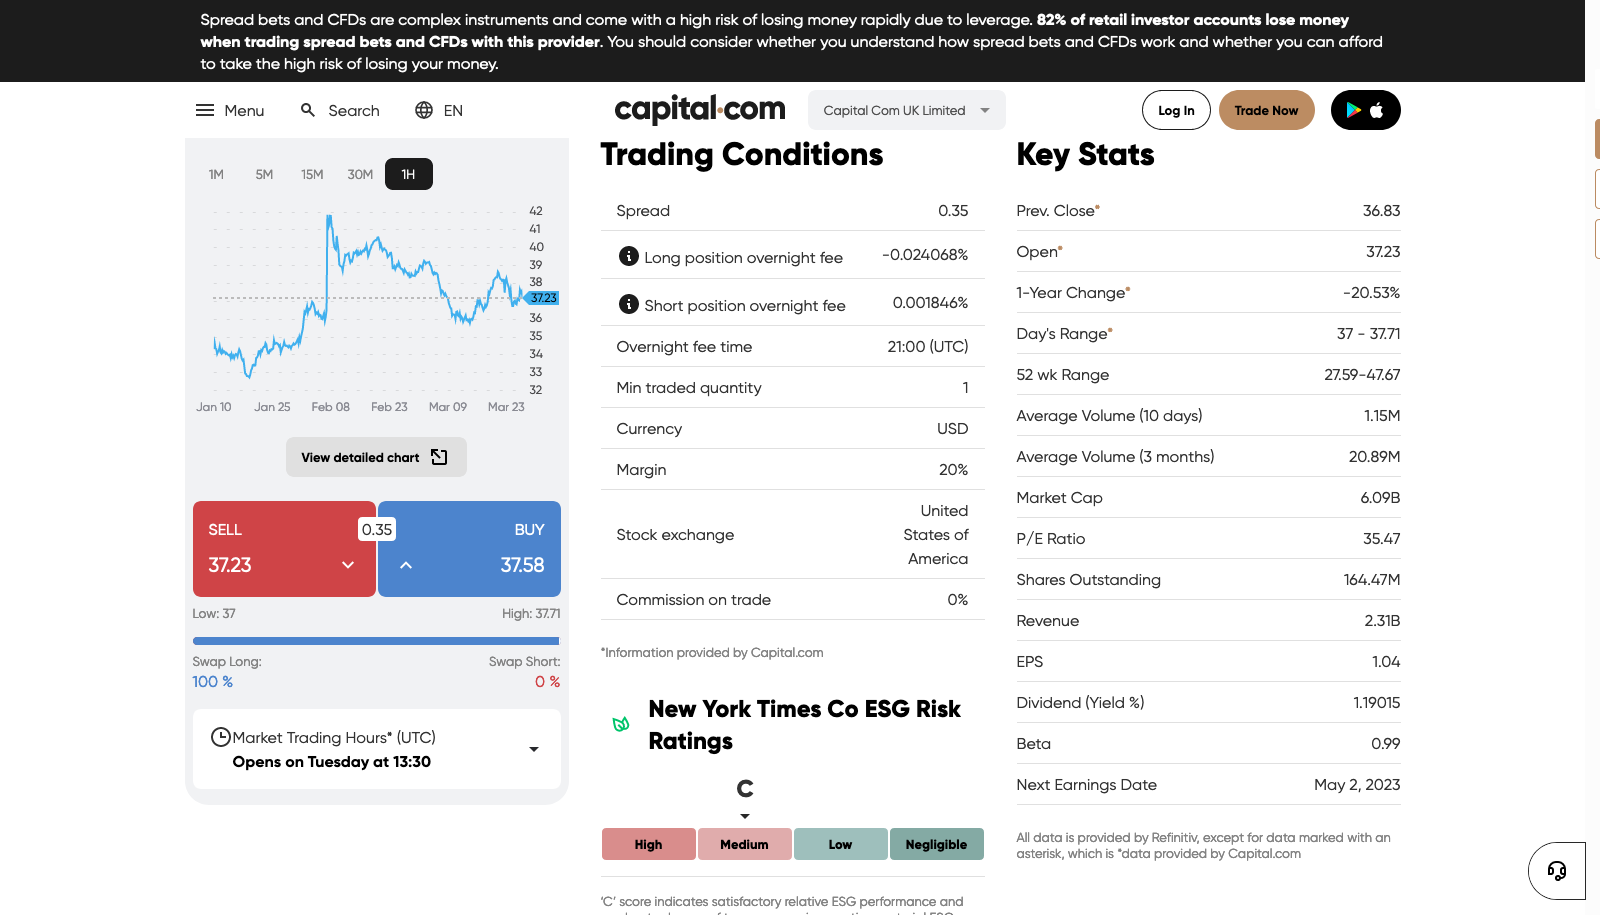 Spread bets and CFDs are complex instruments and come with a high risk of losing money rapidly due to leverage. 82% of retail investor accounts lose money
when trading spread bets and CFDs with this provider. You should consider whether you understand how spread bets and CFDs work and whether you can afford
to take the high risk of losing your money.
Menu
Search
EN
capital.com
Capital Com UK Limited
Log In
Trade Now
1M 5M 15M 30M 1H
42
41
40
39
38
37.23
36
35
34
33
32
Jan 10 Jan 25 Feb 08 Feb 23 Mar 09 Mar 23
View detailed chart
SELL 0.35 BUY
37.23 37.58
Low: 37 High: 37.71
Swap Long: Swap Short:
100 % 0 %
Market Trading Hours* (UTC)
Opens on Tuesday at 13:30
Trading Conditions
Spread 0.35
Long position overnight fee -0.024068%
Short position overnight fee 0.001846%
Overnight fee time 21:00 (UTC)
Min traded quantity 1
Currency USD
Margin 20%
Stock exchange United
States of
America
Commission on trade 0%
*Information provided by Capital.com
New York Times Co ESG Risk
Ratings
C
High Medium Low Negligible
'C' score indicates satisfactory relative ESG performance and
Key Stats
Prev. Close* 36.83
Open* 37.23
1-Year Change* -20.53%
Day's Range* 37 - 37.71
52 wk Range 27.59-47.67
Average Volume (10 days) 1.15M
Average Volume (3 months) 20.89M
Market Cap 6.09B
P/E Ratio 35.47
Shares Outstanding 164.47M
Revenue 2.31B
EPS 1.04
Dividend (Yield %) 1.19015
Beta 0.99
Next Earnings Date May 2, 2023
All data is provided by Refinitiv, except for data marked with an
asterisk, which is *data provided by Capital.com